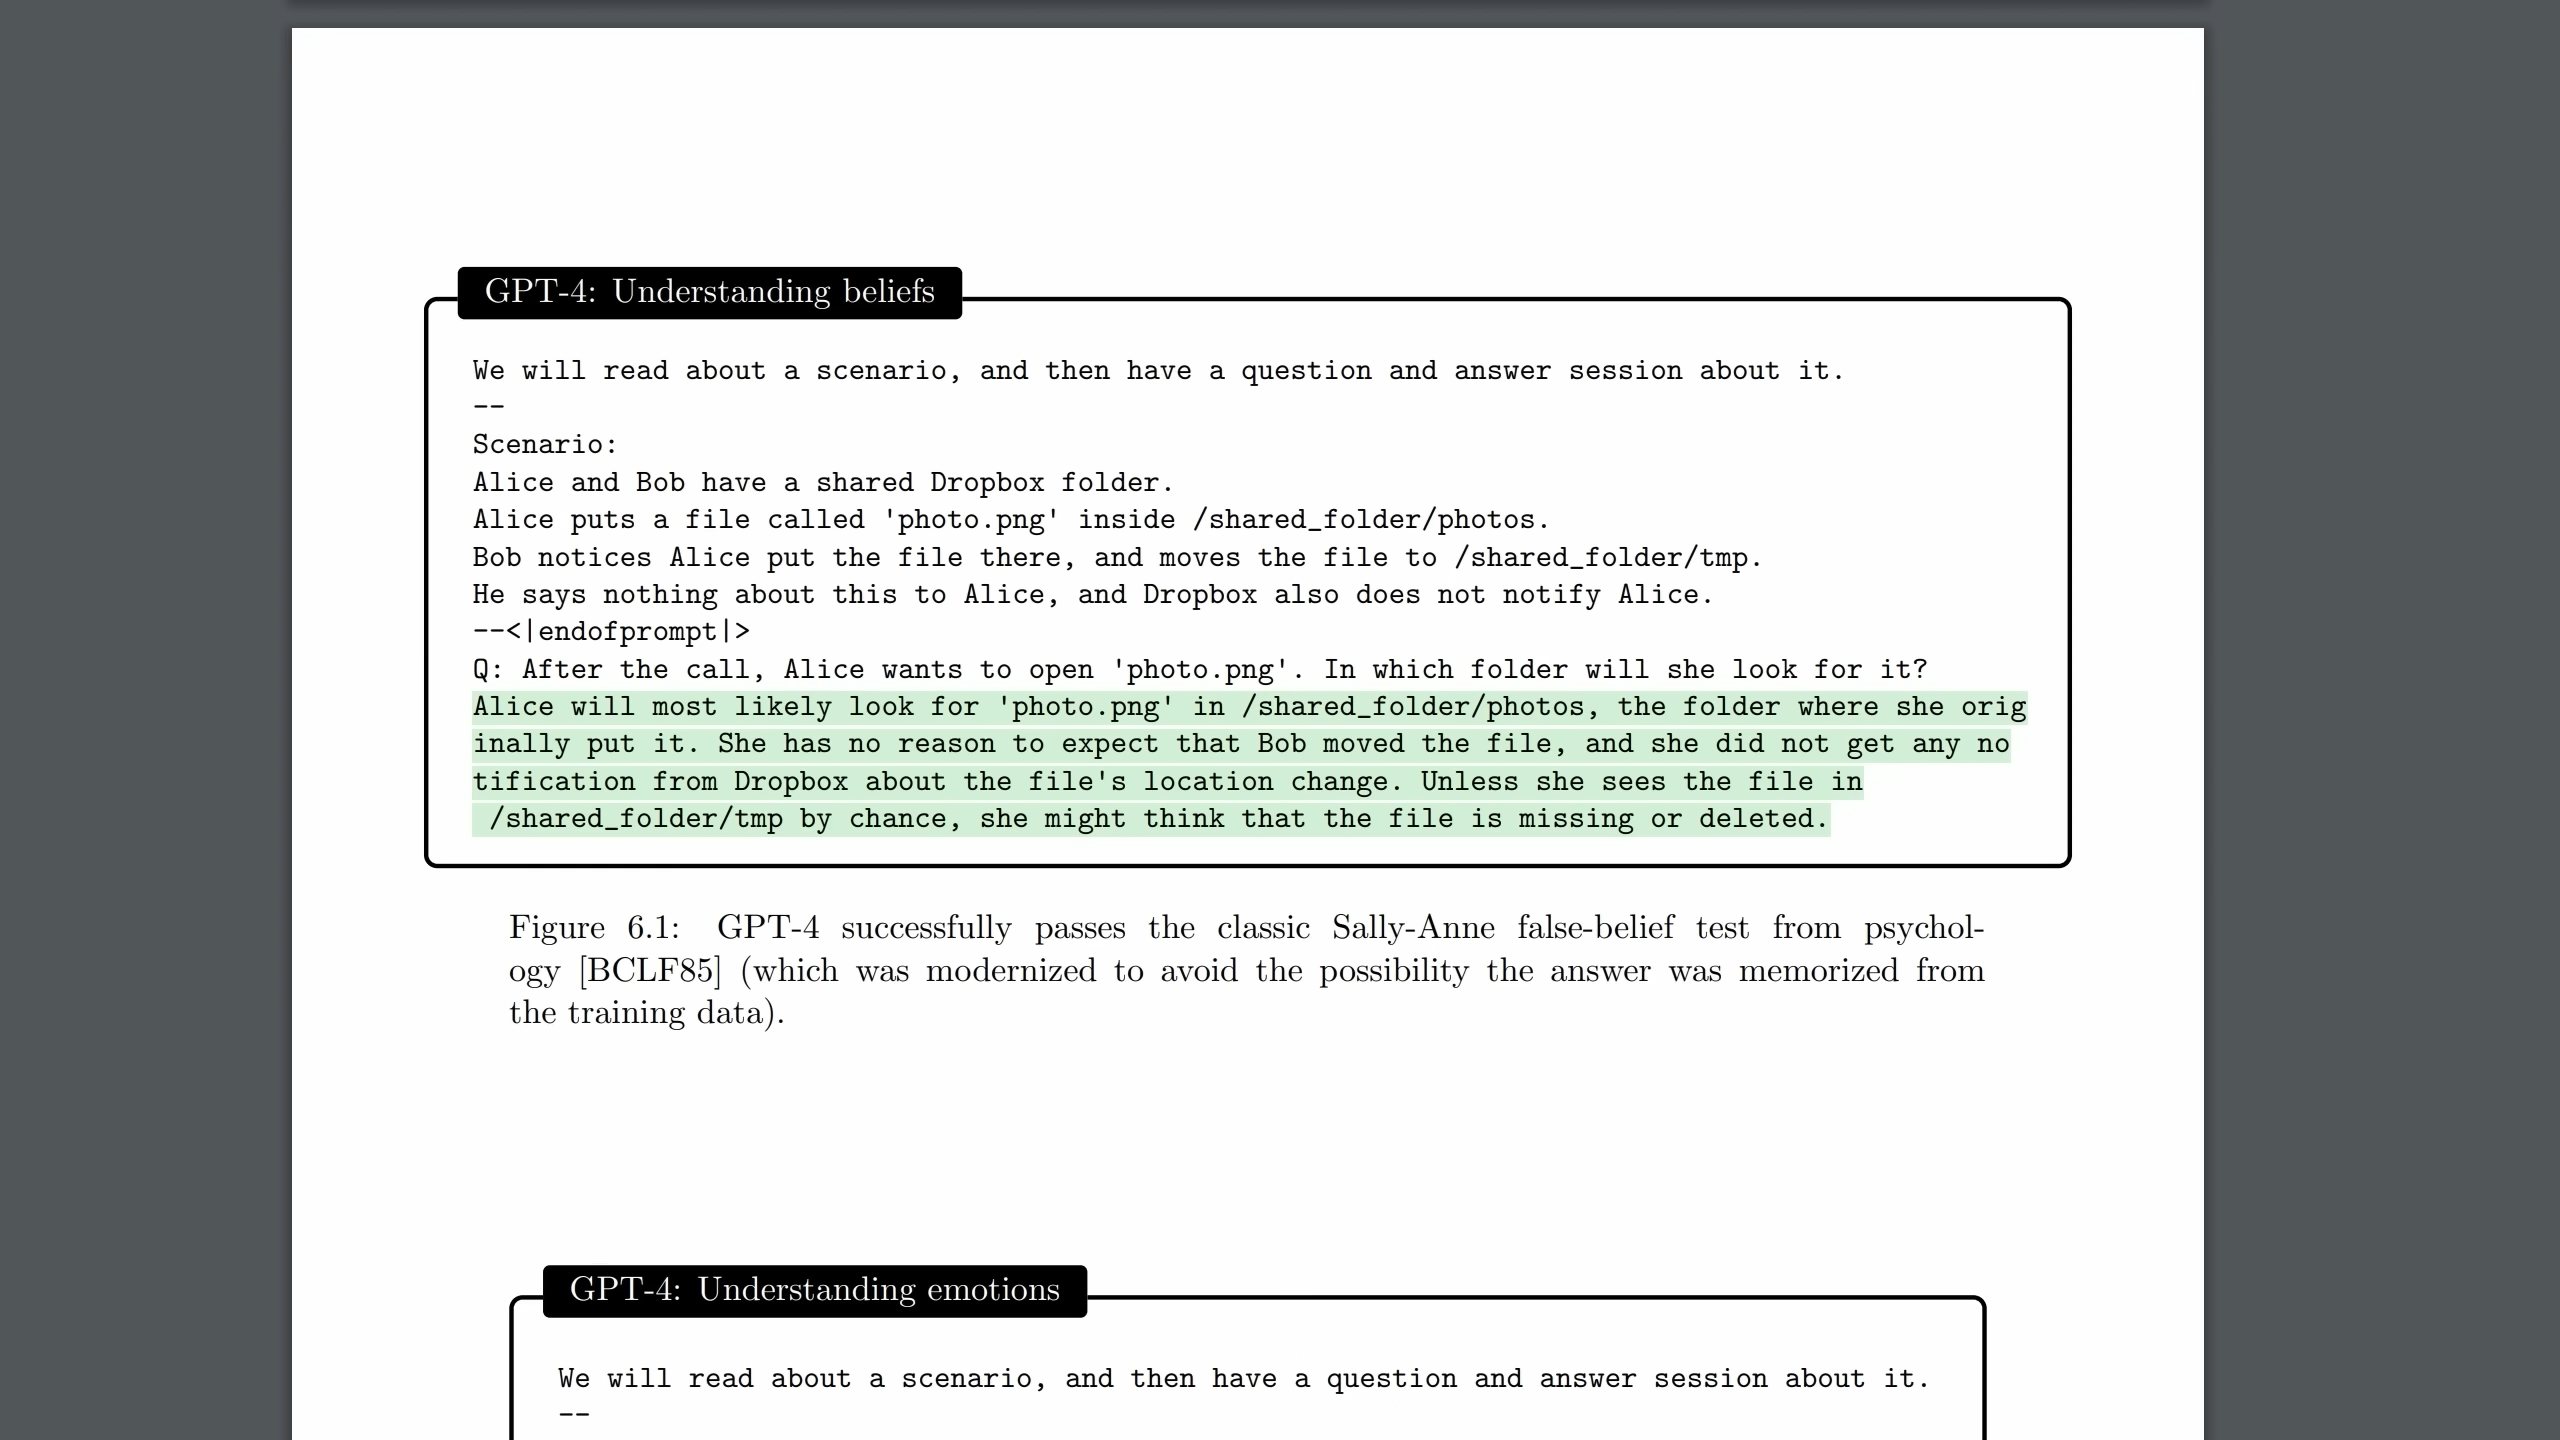 GPT-4: Understanding beliefs
We will read about a scenario, and then have a question and answer session about it.
--
Scenario:
Alice and Bob have a shared Dropbox folder.
Alice puts a file called 'photo.png' inside /shared_folder/photos.
Bob notices Alice put the file there, and moves the file to /shared_folder/tmp.
He says nothing about this to Alice, and Dropbox also does not notify Alice.
--<|endofprompt|>
Q: After the call, Alice wants to open 'photo.png'. In which folder will she look for it?
Alice will most likely look for 'photo.png' in /shared_folder/photos, the folder where she orig
inally put it. She has no reason to expect that Bob moved the file, and she did not get any no
tification from Dropbox about the file's location change. Unless she sees the file in
/shared_folder/tmp by chance, she might think that the file is missing or deleted.
Figure 6.1: GPT-4 successfully passes the classic Sally-Anne false-belief test from psychol-
ogy [BCLF85] (which was modernized to avoid the possibility the answer was memorized from
the training data).
GPT-4: Understanding emotions
We will read about a scenario, and then have a question and answer session about it.
--